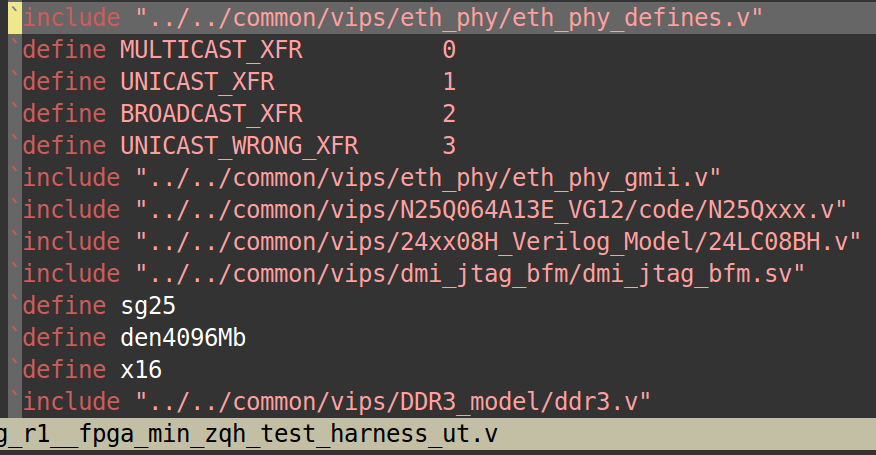 `include "../../common/vips/eth_phy/eth_phy_defines.v"
`define MULTICAST_XFR          0
`define UNICAST_XFR            1
`define BROADCAST_XFR          2
`define UNICAST_WRONG_XFR      3
`include "../../common/vips/eth_phy/eth_phy_gmii.v"
`include "../../common/vips/N25Q064A13E_VG12/code/N25Qxxx.v"
`include "../../common/vips/24xx08H_Verilog_Model/24LC08BH.v"
`include "../../common/vips/dmi_jtag_bfm/dmi_jtag_bfm.sv"
`define sg25
`define den4096Mb
`define x16
`include "../../common/vips/DDR3_model/ddr3.v"
g_r1__fpga_min_zqh_test_harness_ut.v